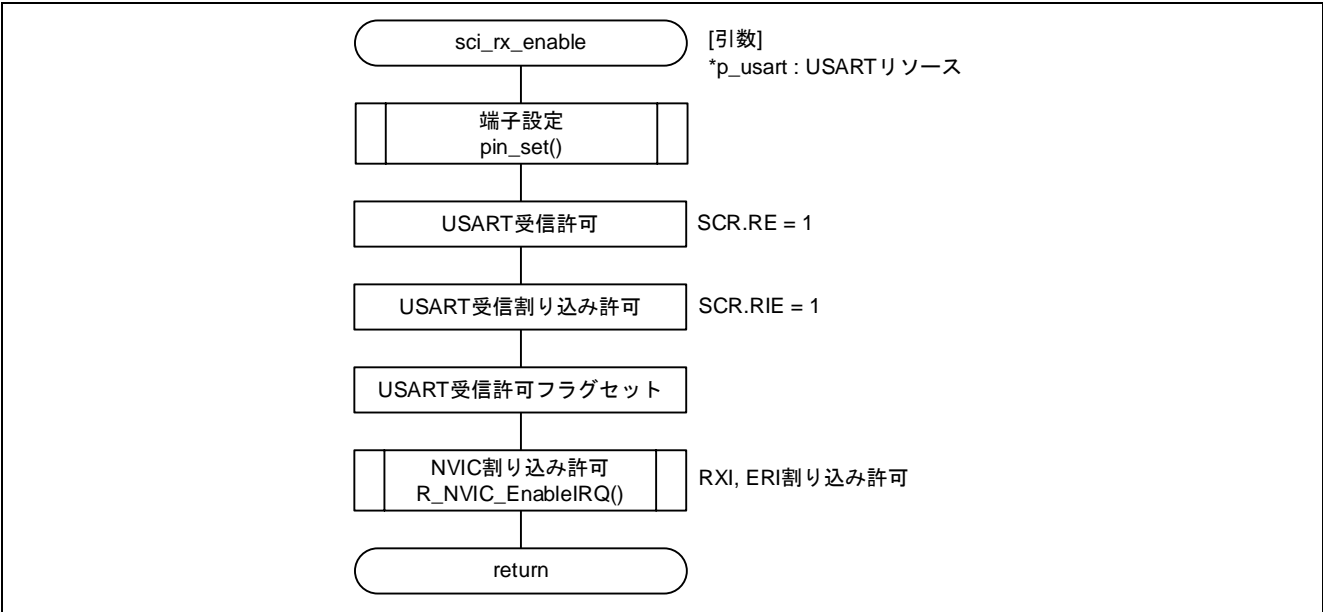 sci_rx_enable
[引数]
*p_usart : USARTリソース
端子設定
pin_set()
USART受信許可
SCR.RE = 1
USART受信割り込み許可
SCR.RIE = 1
USART受信許可フラグセット
NVIC割り込み許可
R_NVIC_EnableIRQ()
RXI, ERI割り込み許可
return